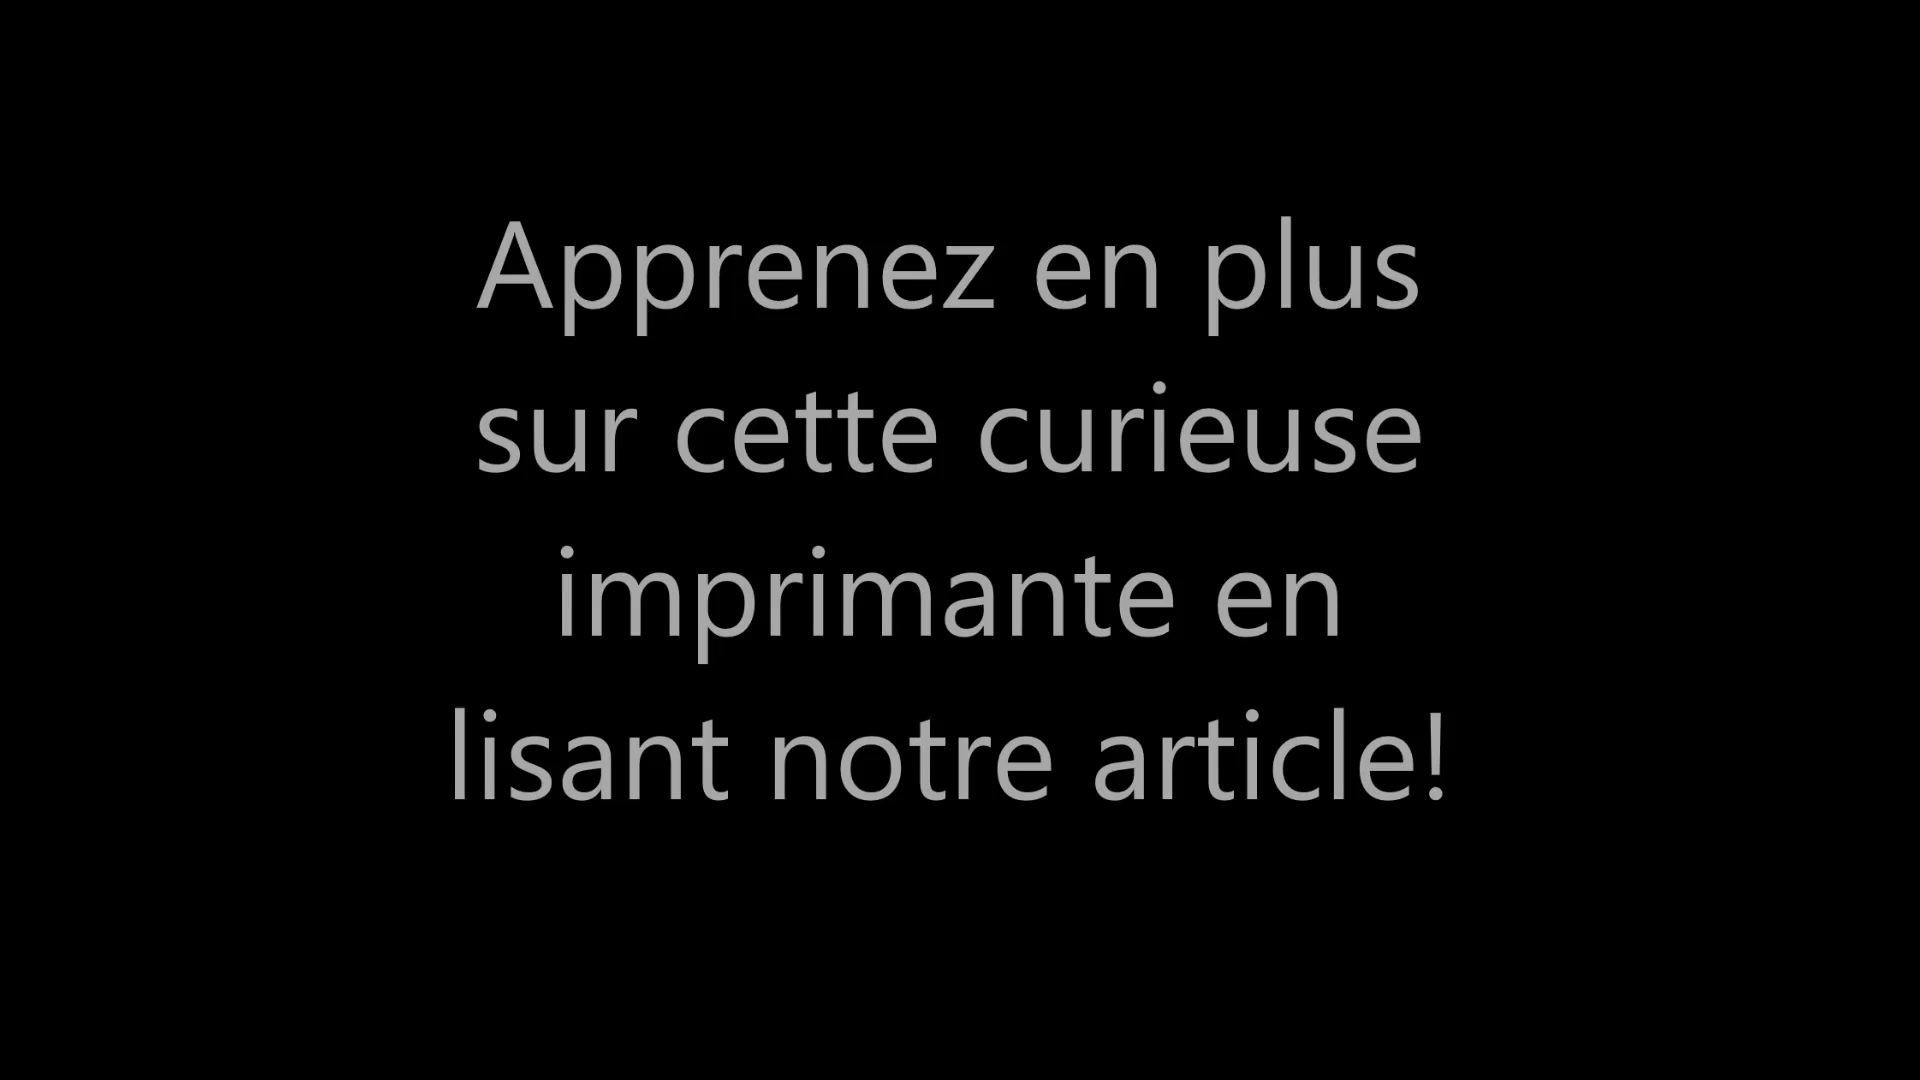 Apprenez en plus
sur cette curieuse
imprimante en
lisant notre article!